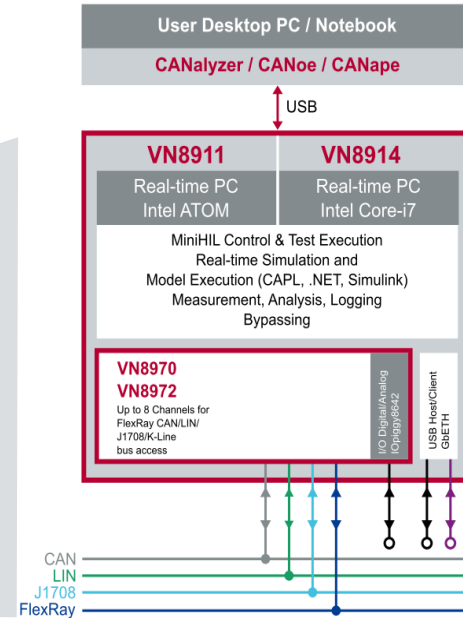 User Desktop PC / Notebook
CANalyzer / CANoe / CANape
USB
VN8911
Real-time PC
Intel ATOM
VN8914
Real-time PC
Intel Core-i7
MiniHIL Control & Test Execution
Real-time Simulation and
Model Execution (CAPL, .NET, Simulink)
Measurement, Analysis, Logging
Bypassing
VN8970
VN8972
Up to 8 Channels for
FlexRay CAN/LIN/
J1708/K-Line
bus access
I/O Digital/Analog
IOpiggy8642
USB Host/Client
GbETH
CAN
LIN
J1708
FlexRay